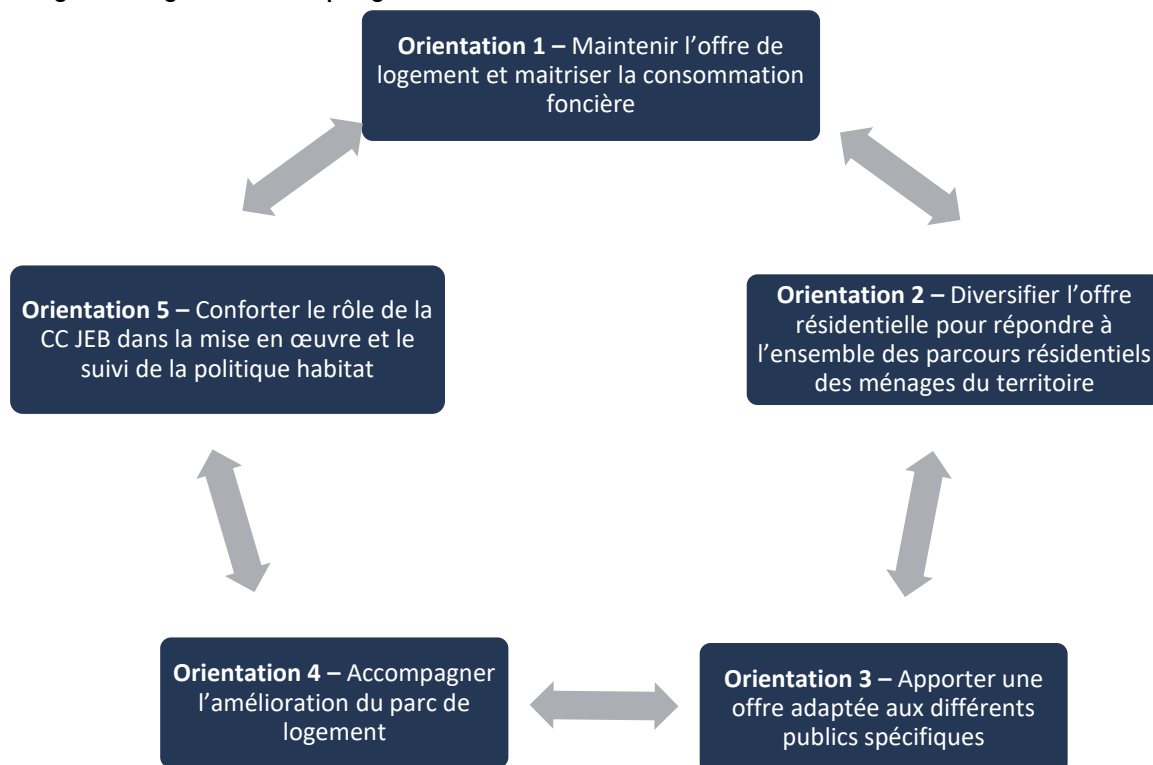 Orientation 1 – Maintenir l’offre de
logement et maitriser la consommation
foncière
Orientation 2 – Diversifier l’offre
résidentielle pour répondre à
l’ensemble des parcours résidentiels
des ménages du territoire
Orientation 3 – Apporter une
offre adaptée aux différents
publics spécifiques
Orientation 4 – Accompagner
l’amélioration du parc de
logement
Orientation 5 – Conforter le rôle de la
CC JEB dans la mise en œuvre et le
suivi de la politique habitat